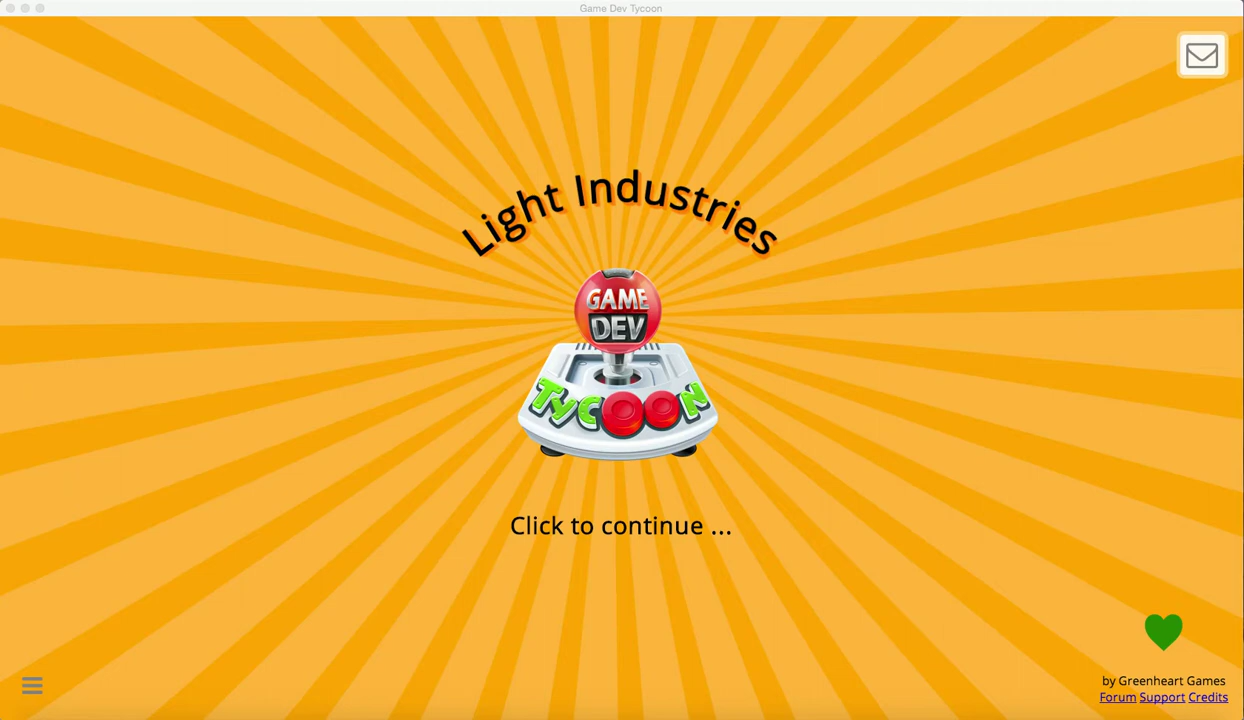 Game Dev Tycoon
Light Industries
GAME
DEV
TYCOON
Click to continue ...
by Greenheart Games
Forum Support Credits